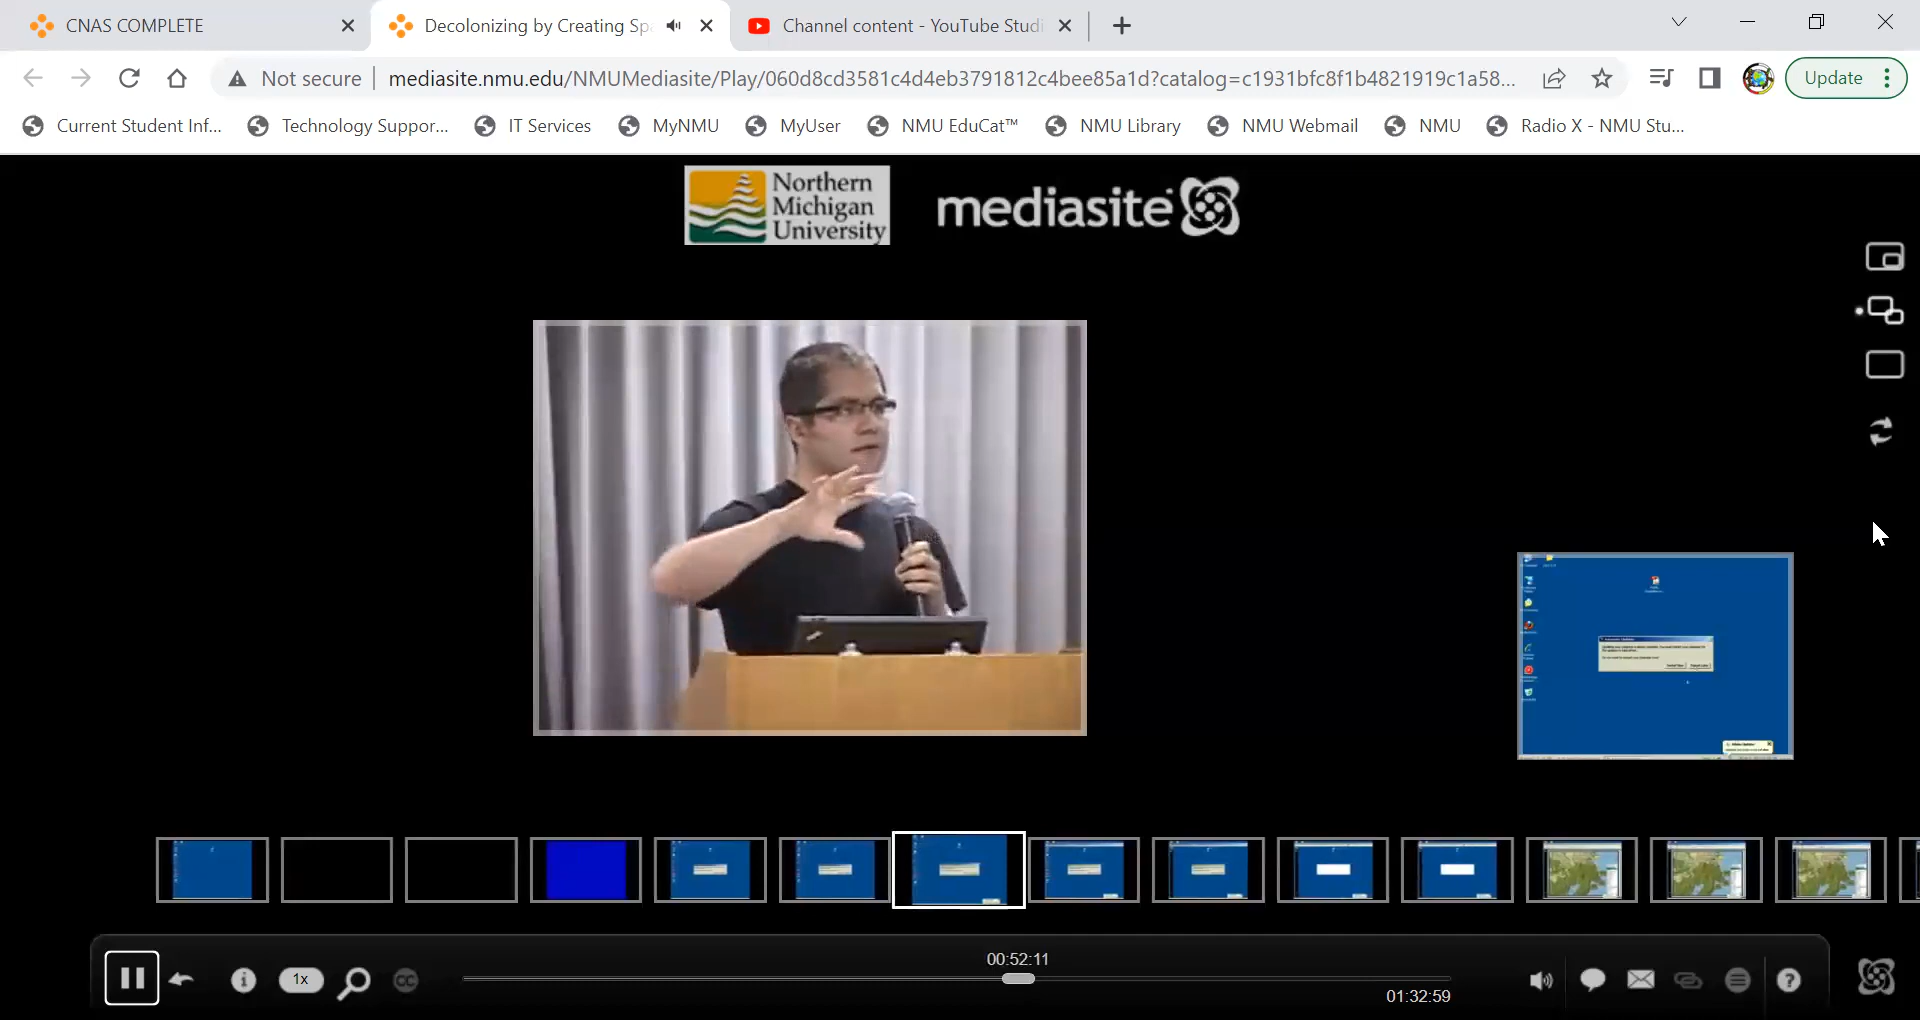 CNAS COMPLETE
Decolonizing by Creating Sp
Channel content - YouTube Studi
Not secure
mediasite.nmu.edu/NMUMediasite/Play/060d8cd3581c4d4eb3791812c4bee85a1d?catalog=c1931bfc8f1b4821919c1a58...
Update
Current Student Inf...
Technology Suppor...
IT Services
MyNMU
MyUser
NMU EduCat™
NMU Library
NMU Webmail
NMU
Radio X - NMU Stu...
Northern
Michigan
University
mediasite
00:52:11
1x
CC
01:32:59